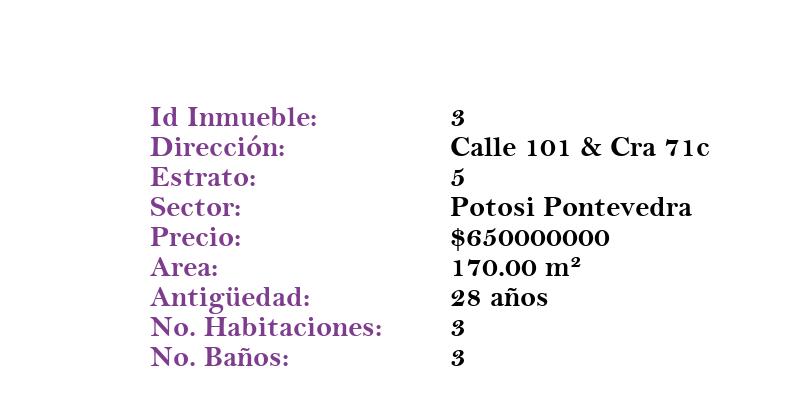 Id Inmueble: 3
Dirección: Calle 101 & Cra 71c
Estrato: 5
Sector: Potosi Pontevedra
Precio: $650000000
Area: 170.00 m²
Antigüedad: 28 años
No. Habitaciones: 3
No. Baños: 3